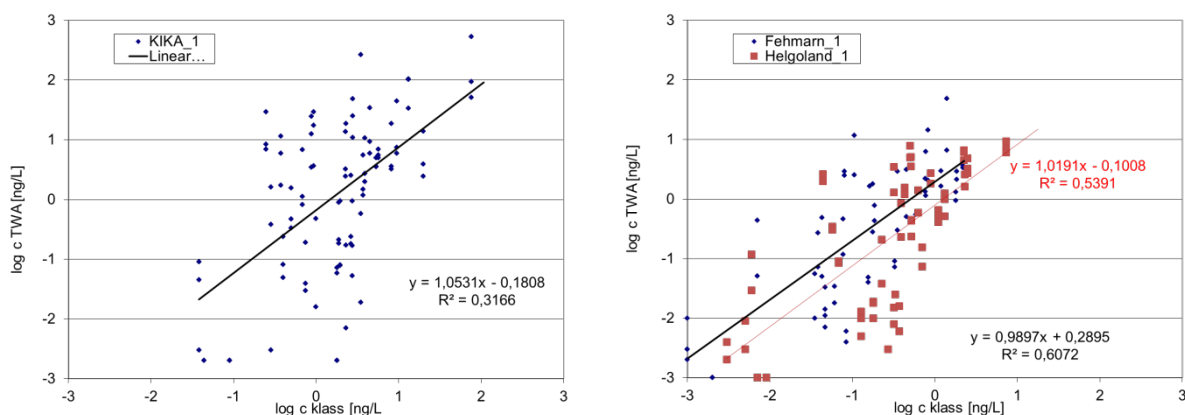 3
2
1
0
-1
-2
-3
-3
-2
-1
0
1
2
3
log c TWA[ng/L]
log c klass [ng/L
KIKA_1
Linear…
y = 1,0531x - 0,1808
R² = 0,3166
3
2
1
0
-1
-2
-3
-3
-2
-1
0
1
2
3
log c TWA [ng/L]
log c klass [ng/L]
Fehmarn_1
Helgoland_1
y = 1,0191x - 0,1008
R² = 0,5391
y = 0,9897x + 0,2895
R² = 0,6072